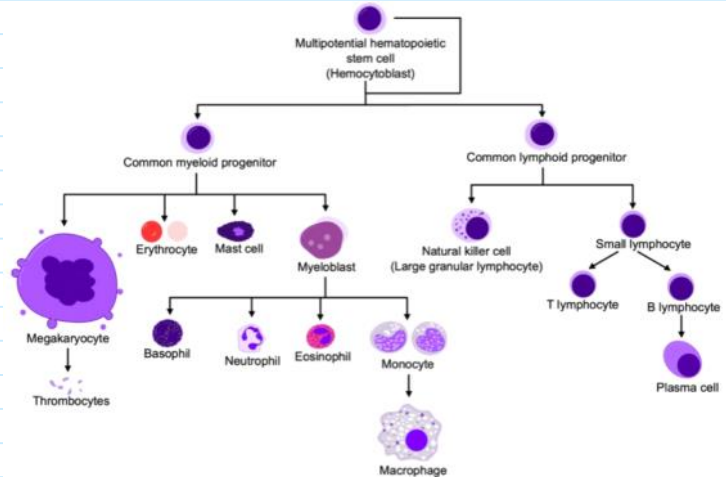 Multipotential hematopoietic
stem cell
(Hemocytoblast)
Common myeloid progenitor
Common lymphoid progenitor
Erythrocyte
Mast cell
Myeloblast
Natural killer cell
(Large granular lymphocyte)
Small lymphocyte
T lymphocyte
B lymphocyte
Megakaryocyte
Basophil
Neutrophil
Eosinophil
Monocyte
Plasma cell
Thrombocytes
Macrophage